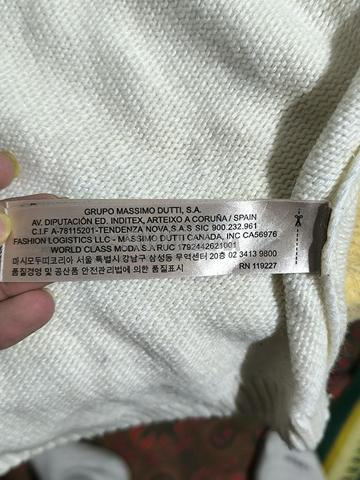 GRUPO MASSIMO DUTTI, S.A.
AV. DIPUTACIÓN ED. INDITEX, ARTEIXO A CORUÑA / SPAIN
C.I.F A-78115201-TENDENZA NOVA,S.A.S SIC 900.232.961
FASHION LOGISTICS LLC - MASSIMO DUTTI CANADA, INC CA56976
WORLD CLASS MODA S.A RUC 1792442621001
마시모두띠코리아 서울 특별시 강남구 삼성동 무역센터 20층 02 3413 9800
품질경영 및 공산품 안전관리법에 의한 품질표시 RN 119227